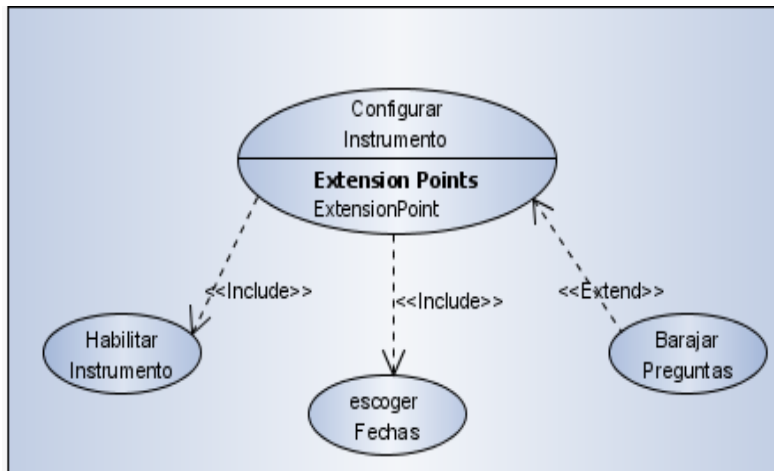 Configurar
Instrumento
Extension Points
ExtensionPoint
<<Include>>
<<Include>>
<<Extend>>
Habilitar
Instrumento
escoger
Fechas
Barajar
Preguntas